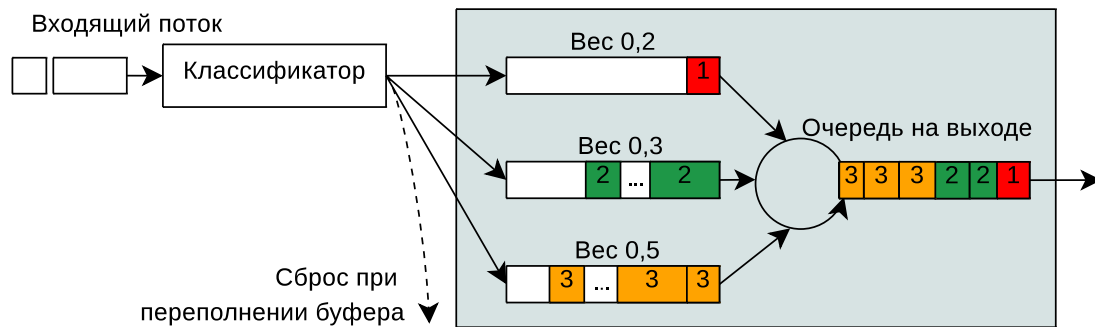 Входящий поток
Классификатор
Вес 0,2
1
Вес 0,3
2 ... 2
Вес 0,5
3 ... 3 3
Очередь на выходе
3 3 3 2 2 1
Сброс при
переполнении буфера